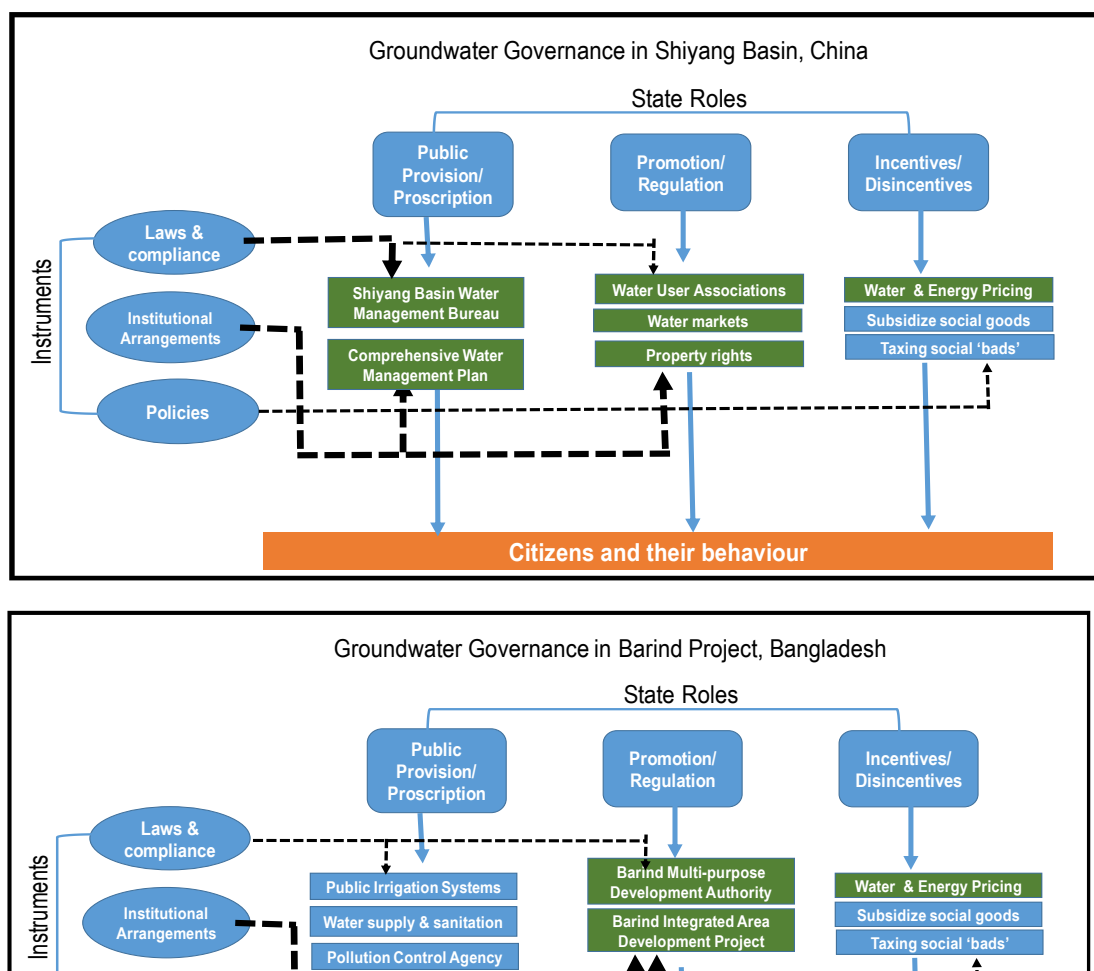 Groundwater Governance in Shiyang Basin, China
State Roles
Public
Provision/
Proscription
Promotion/
Regulation
Incentives/
Disincentives
Instruments
Laws &
compliance
Institutional
Arrangements
Policies
Shiyang Basin Water
Management Bureau
Comprehensive Water
Management Plan
Water User Associations
Water markets
Property rights
Water & Energy Pricing
Subsidize social goods
Taxing social 'bads'
Citizens and their behaviour
Groundwater Governance in Barind Project, Bangladesh
State Roles
Public
Provision/
Proscription
Promotion/
Regulation
Incentives/
Disincentives
Instruments
Laws &
compliance
Institutional
Arrangements
Public Irrigation Systems
Water supply & sanitation
Pollution Control Agency
Barind Multi-purpose
Development Authority
Barind Integrated Area
Development Project
Water & Energy Pricing
Subsidize social goods
Taxing social 'bads'